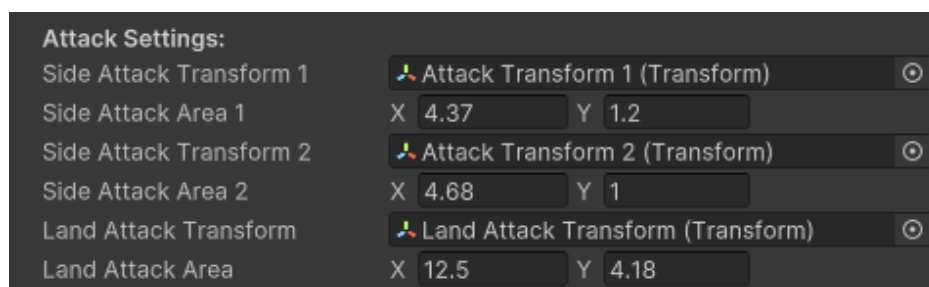 Attack Settings:
Side Attack Transform 1 Attack Transform 1 (Transform)
Side Attack Area 1 X 4.37 Y 1.2
Side Attack Transform 2 Attack Transform 2 (Transform)
Side Attack Area 2 X 4.68 Y 1
Land Attack Transform Land Attack Transform (Transform)
Land Attack Area X 12.5 Y 4.18